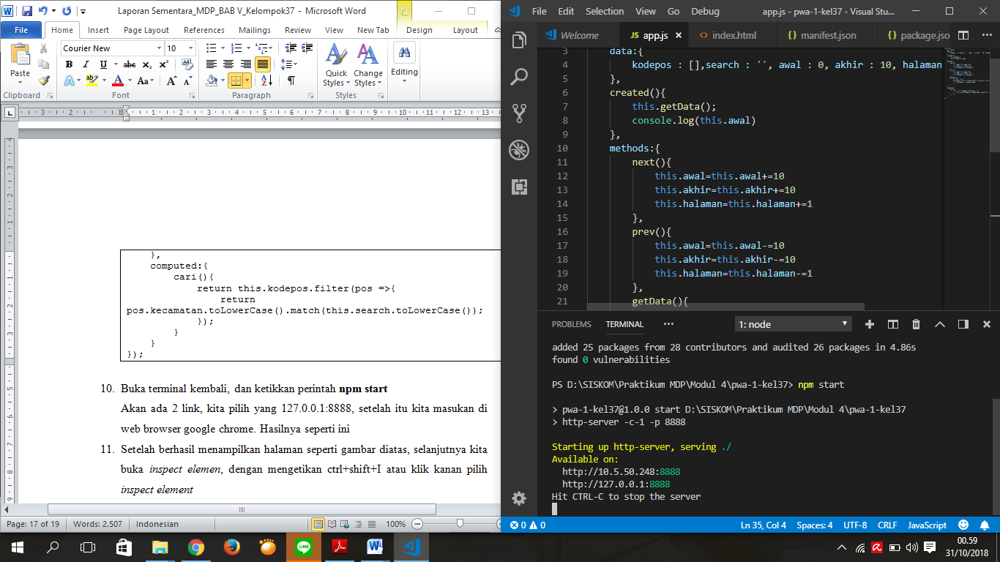 Laporan Sementara_MDP_BAB V_Kelompok37 - Microsoft Word
File Home Insert Page Layout References Mailings Review View New Tab Design Layout
Courier New 10
Paste
Quick Styles
Change Styles
Editing
Clipboard Font Paragraph Styles
},
computed:{
cari(){
return this.kodepos.filter(pos =>{
return
pos.kecamatan.toLowerCase().match(this.search.toLowerCase());
});
}
}
});
10. Buka terminal kembali, dan ketikkan perintah npm start
Akan ada 2 link, kita pilih yang 127.0.0.1:8888, setelah itu kita masukan di
web browser google chrome. Hasilnya seperti ini
11. Setelah berhasil menampilkan halaman seperti gambar diatas, selanjutnya kita
buka inspect elemen, dengan mengetikan ctrl+shift+I atau klik kanan pilih
inspect element
Page: 17 of 19 Words: 2.507 Indonesian 100%
File Edit Selection View Go Debug app.js - pwa-1-kel37 - Visual Stu...
Welcome JS app.js index.html {} manifest.json {} package.jso
3 data:{
4 kodepos : [],search : '', awal : 0, akhir : 10, halaman
5 },
6 created(){
7 this.getData();
8 console.log(this.awal)
9 },
10 methods:{
11 next(){
12 this.awal=this.awal+=10
13 this.akhir=this.akhir+=10
14 this.halaman=this.halaman+=1
15 },
16 prev(){
17 this.awal=this.awal-=10
18 this.akhir=this.akhir-=10
19 this.halaman=this.halaman-=1
20 },
21 getData(){
PROBLEMS TERMINAL ••• 1: node
added 25 packages from 28 contributors and audited 26 packages in 4.86s
found 0 vulnerabilities
PS D:\SISKOM\Praktikum MDP\Modul 4\pwa-1-kel37> npm start
> pwa-1-kel37@1.0.0 start D:\SISKOM\Praktikum MDP\Modul 4\pwa-1-kel37
> http-server -c-1 -p 8888
Starting up http-server, serving ./
Available on:
http://10.5.50.248:8888
http://127.0.0.1:8888
Hit CTRL-C to stop the server
0 0 Ln 35, Col 4 Spaces: 4 UTF-8 CRLF JavaScript
00.59
31/10/2018